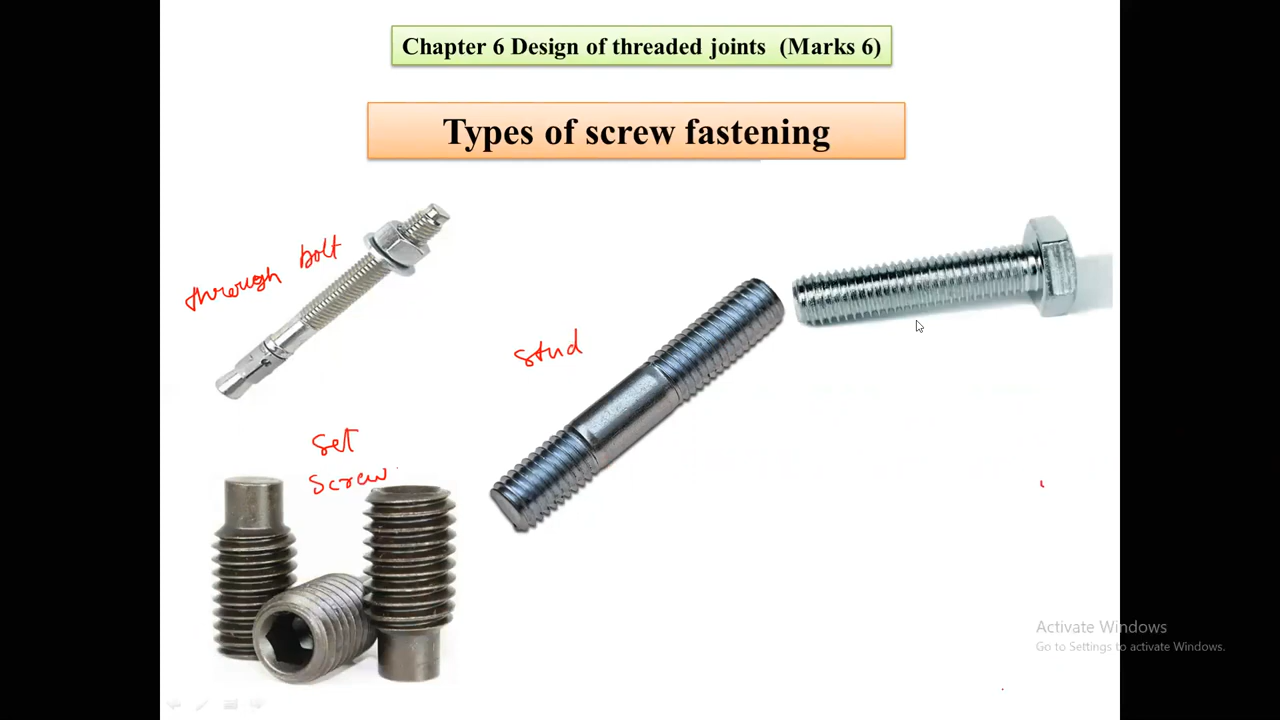 Chapter 6 Design of threaded joints (Marks 6)
Types of screw fastening
through bolt
stud
set
screw
Activate Windows
Go to Settings to activate Windows.